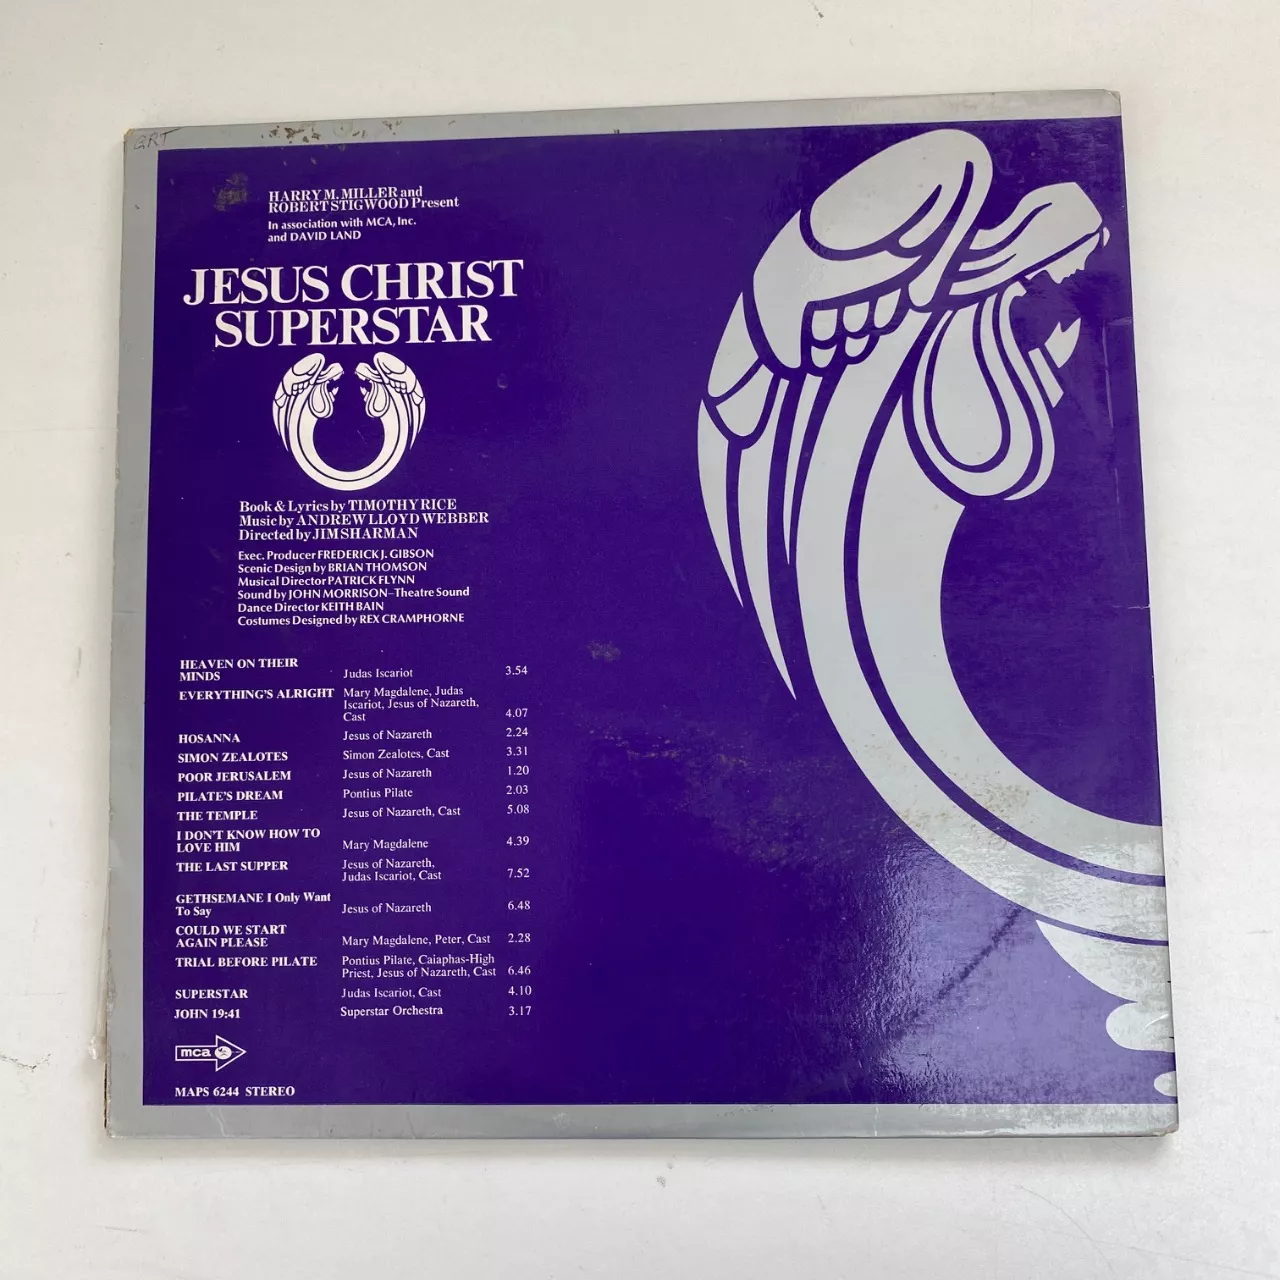 GRT
HARRY M. MILLER and
ROBERT STIGWOOD Present
In association with MCA, Inc.
and DAVID LAND
JESUS CHRIST
SUPERSTAR
Book & Lyrics by TIMOTHY RICE
Music by ANDREW LLOYD WEBBER
Directed by JIM SHARMAN
Exec. Producer FREDERICK J. GIBSON
Scenic Design by BRIAN THOMSON
Musical Director PATRICK FLYNN
Sound by JOHN MORRISON–Theatre Sound
Dance Director KEITH BAIN
Costumes Designed by REX CRAMPHORNE
HEAVEN ON THEIR
MINDS Judas Iscariot 3.54
EVERYTHING'S ALRIGHT Mary Magdalene, Judas
Iscariot, Jesus of Nazareth,
Cast 4.07
HOSANNA Jesus of Nazareth 2.24
SIMON ZEALOTES Simon Zealotes, Cast 3.31
POOR JERUSALEM Jesus of Nazareth 1.20
PILATE'S DREAM Pontius Pilate 2.03
THE TEMPLE Jesus of Nazareth, Cast 5.08
I DON'T KNOW HOW TO
LOVE HIM Mary Magdalene 4.39
THE LAST SUPPER Jesus of Nazareth,
Judas Iscariot, Cast 7.52
GETHSEMANE I Only Want
To Say Jesus of Nazareth 6.48
COULD WE START
AGAIN PLEASE Mary Magdalene, Peter, Cast 2.28
TRIAL BEFORE PILATE Pontius Pilate, Caiaphas-High
Priest, Jesus of Nazareth, Cast 6.46
SUPERSTAR Judas Iscariot, Cast 4.10
JOHN 19:41 Superstar Orchestra 3.17
mca
MAPS 6244 STEREO